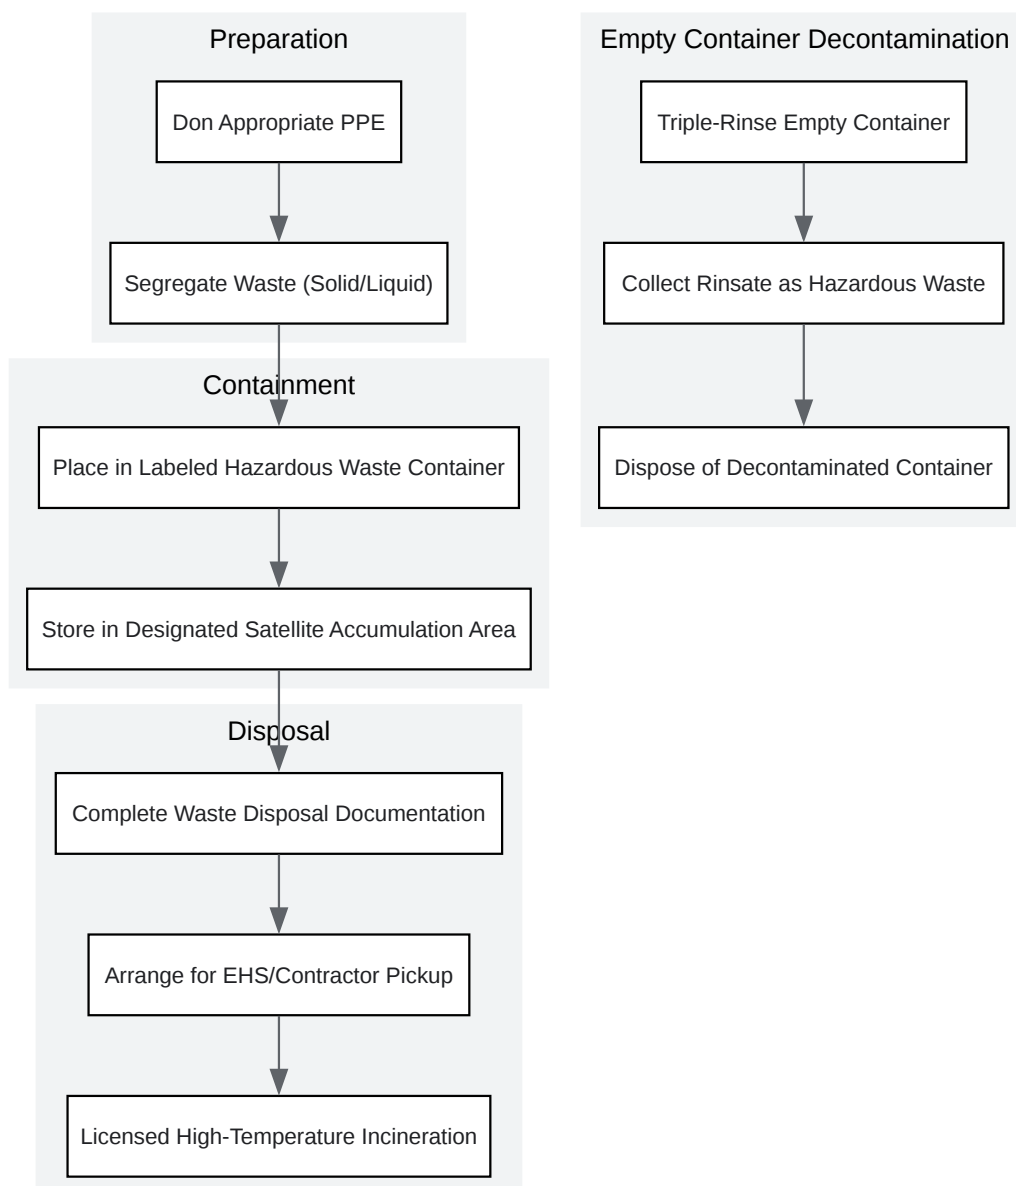 Preparation
Don Appropriate PPE
Segregate Waste (Solid/Liquid)
Containment
Place in Labeled Hazardous Waste Container
Store in Designated Satellite Accumulation Area
Disposal
Complete Waste Disposal Documentation
Arrange for EHS/Contractor Pickup
Licensed High-Temperature Incineration
Empty Container Decontamination
Triple-Rinse Empty Container
Collect Rinsate as Hazardous Waste
Dispose of Decontaminated Container